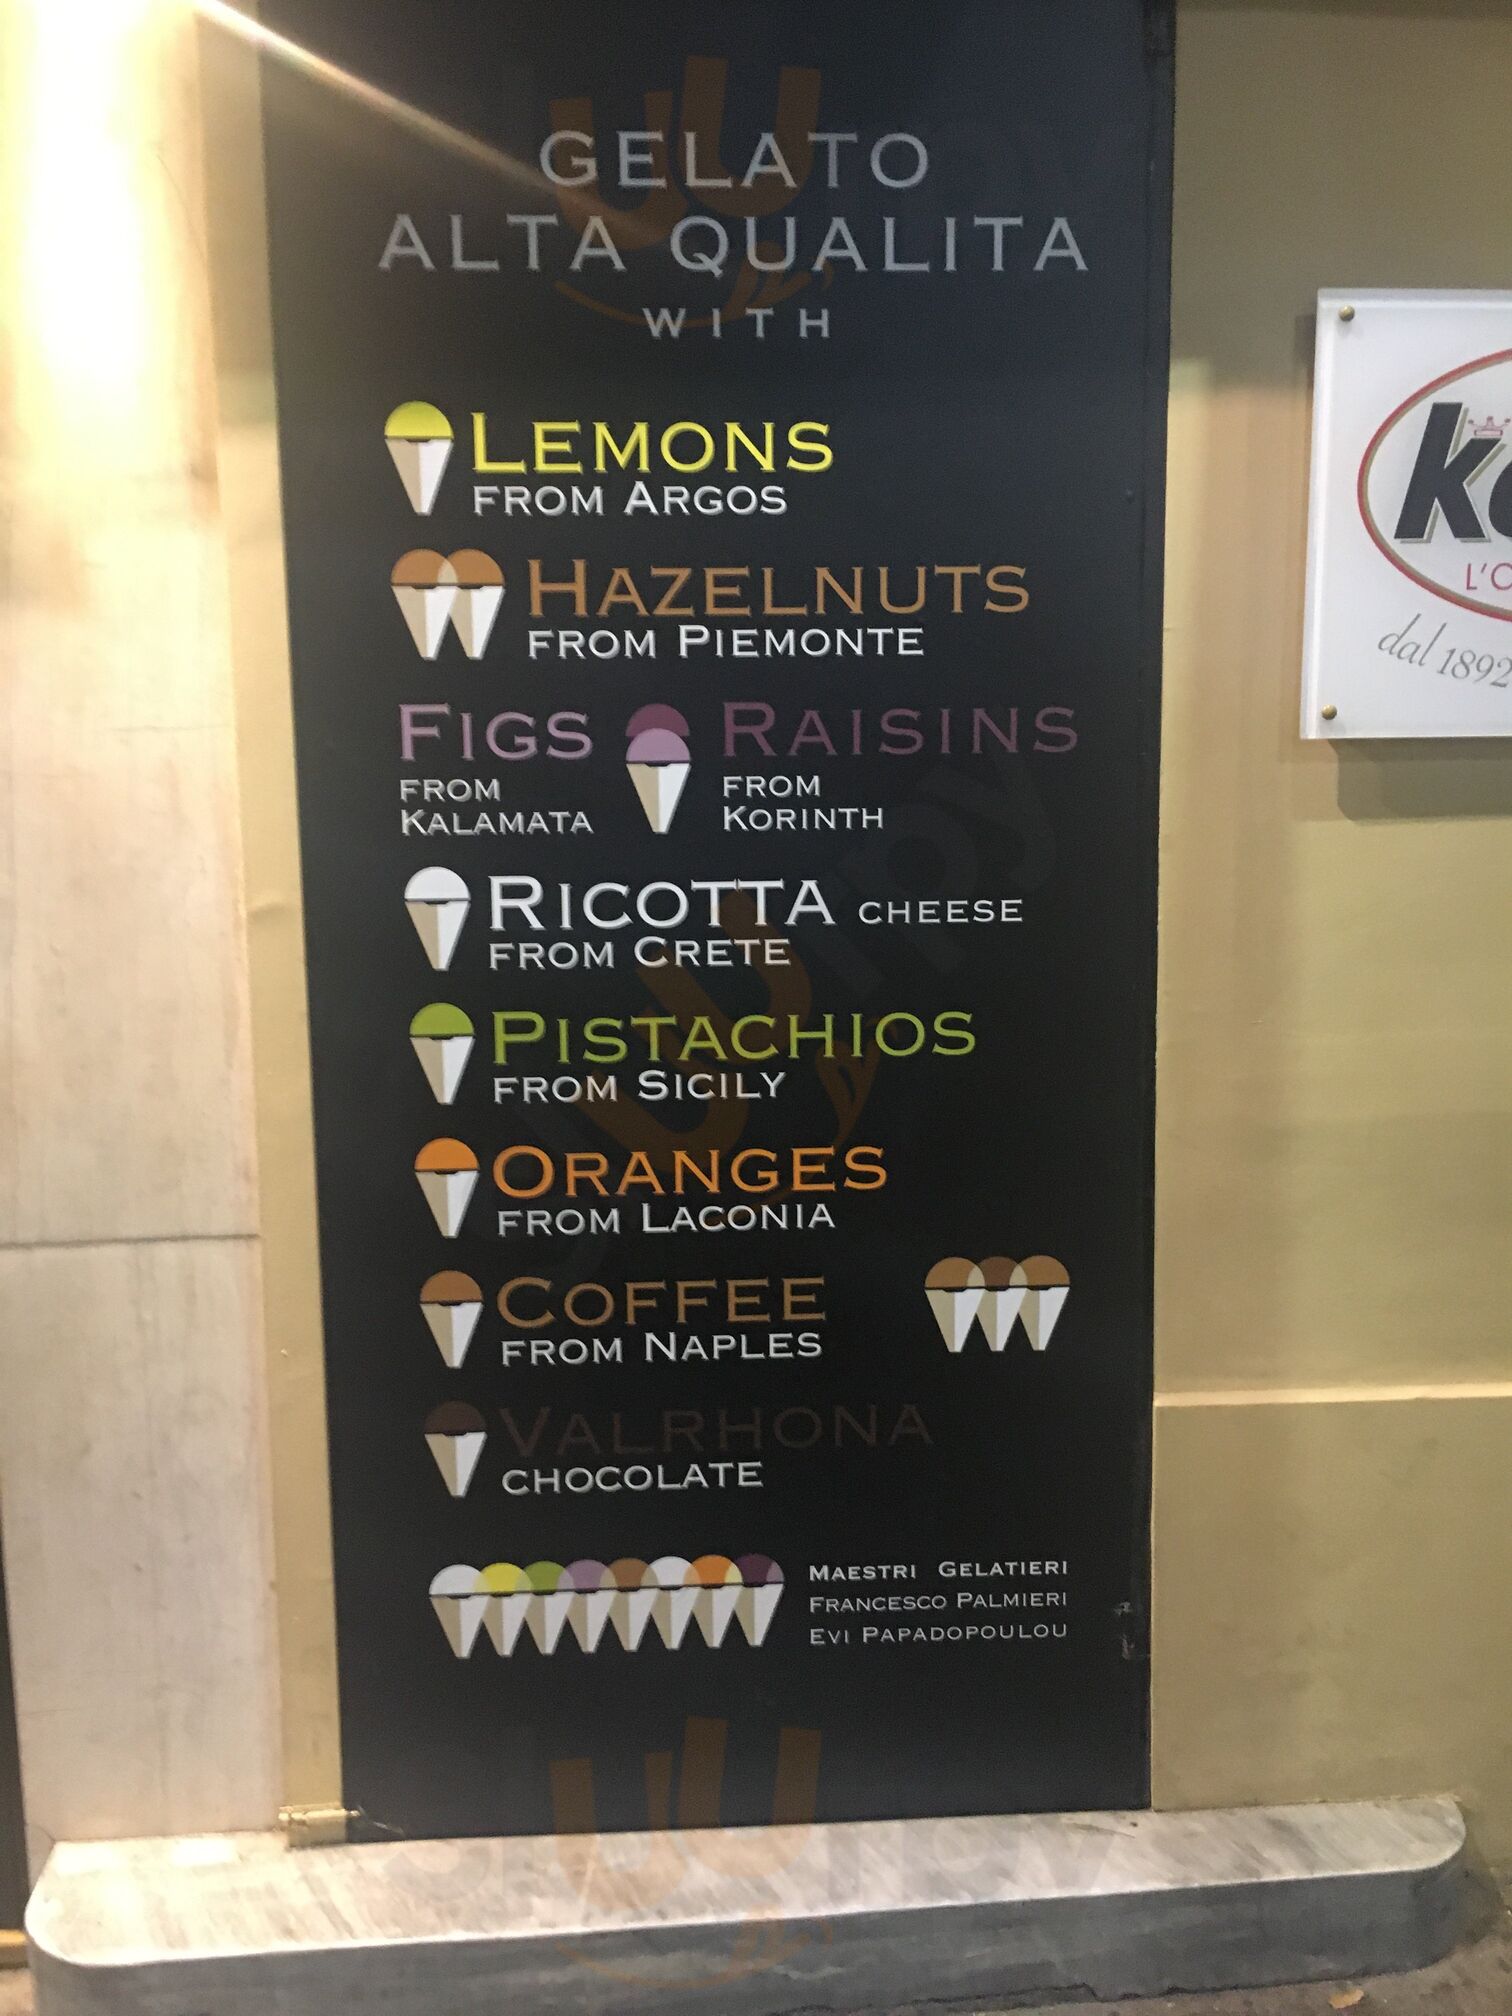 GELATO
ALTA QUALITA
WITH
LEMONS
FROM ARGOS
HAZELNUTS
FROM PIEMONTE
FIGS
FROM
KALAMATA
RAISINS
FROM
KORINTH
RICOTTA CHEESE
FROM CRETE
PISTACHIOS
FROM SICILY
ORANGES
FROM LACONIA
COFFEE
FROM NAPLES
VALRHONA
CHOCOLATE
MAESTRI GELATIERI
FRANCESCO PALMIERI
EVI PAPADOPOULOU
dal 1892